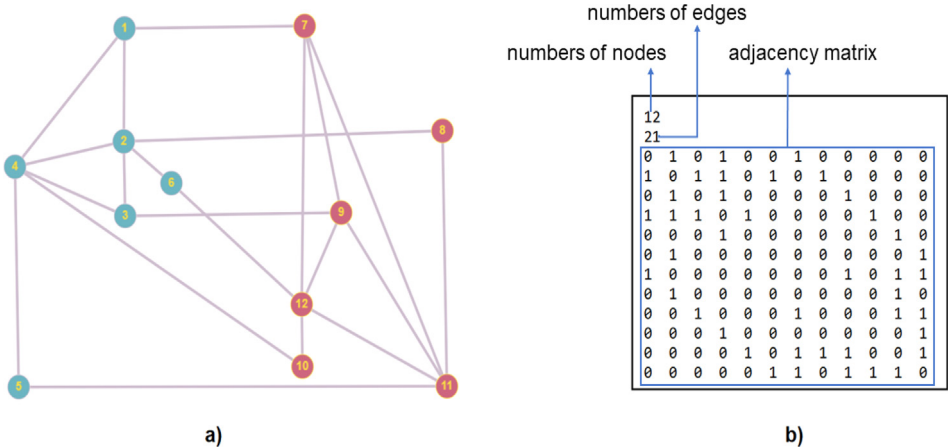 numbers of edges
numbers of nodes
adjacency matrix
1
7
8
2
4
6
3
9
12
10
5
11
12
21
0 1 0 1 0 0 1 0 0 0 0 0
1 0 1 1 0 1 0 1 0 0 0 0
0 1 0 1 0 0 0 0 1 0 0 0
1 1 1 0 1 0 0 0 0 1 0 0
0 0 0 1 0 0 0 0 0 0 1 0
0 1 0 0 0 0 0 0 0 0 0 1
1 0 0 0 0 0 0 0 1 0 1 1
0 1 0 0 0 0 0 0 0 0 1 0
0 0 1 0 0 0 1 0 0 0 1 1
0 0 0 1 0 0 0 0 0 0 0 1
0 0 0 0 1 0 1 1 1 0 0 1
0 0 0 0 0 1 1 0 1 1 1 0
a)
b)